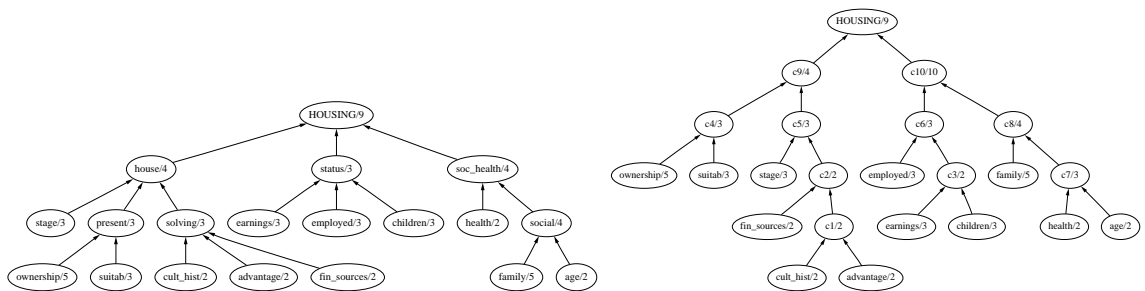 HOUSING/9
house/4 status/3 soc_health/4
stage/3 present/3 solving/3 earnings/3 employed/3 children/3 health/2 social/4
ownership/5 suitab/3 cult_hist/2 advantage/2 fin_sources/2 family/5 age/2
HOUSING/9
c9/4 c10/10
c4/3 c5/3 c6/3 c8/4
ownership/5 suitab/3 stage/3 c2/2 employed/3 c3/2 family/5 c7/3
fin_sources/2 c1/2 earnings/3 children/3 health/2 age/2
cult_hist/2 advantage/2